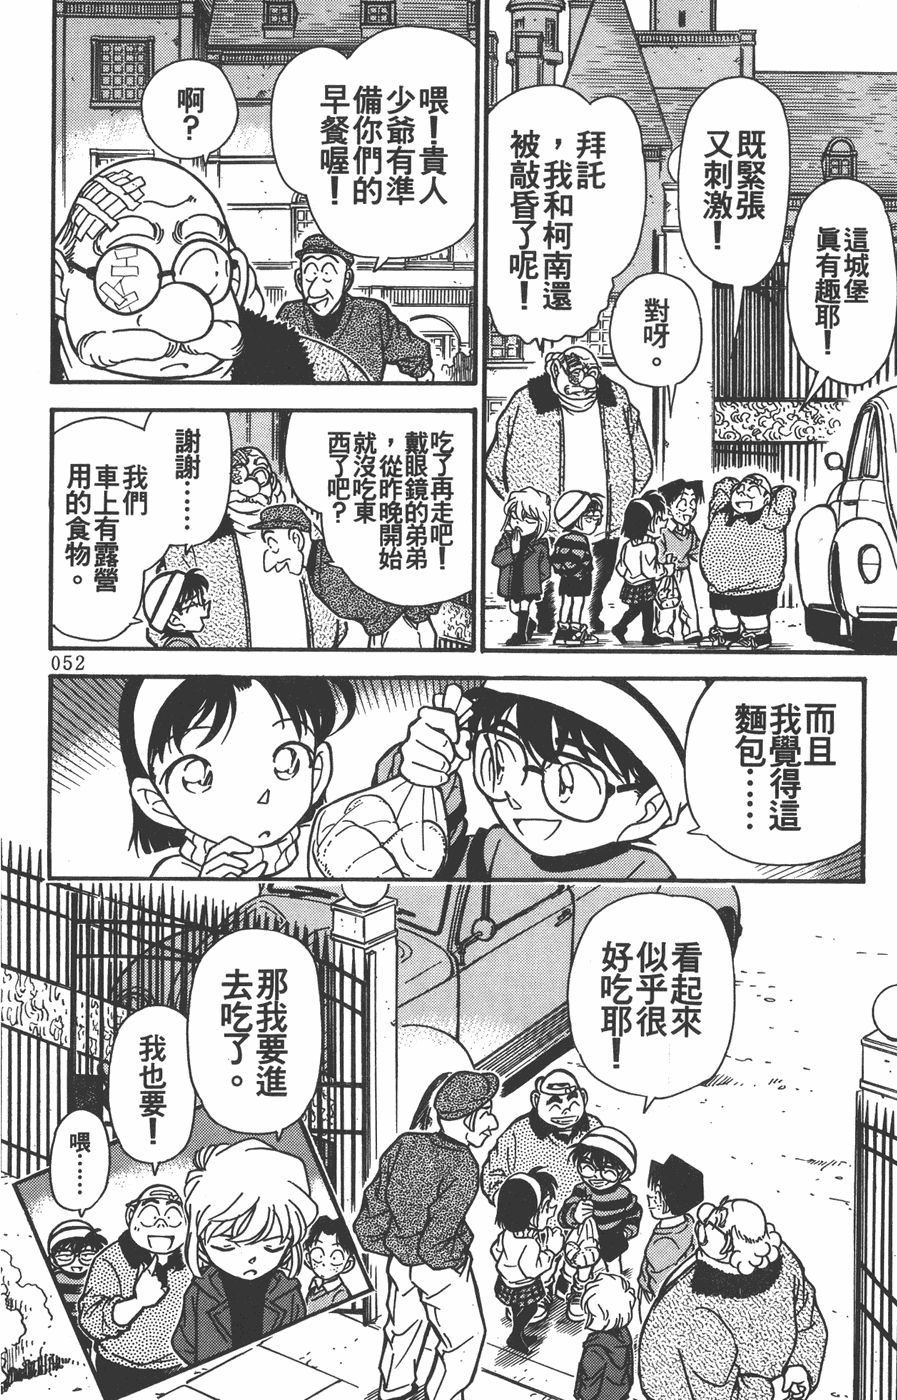 這城堡
真有趣耶！
既緊張
又刺激！
拜託
，我和柯南還
被敲昏了呢！
對呀。
喂！貴人
少爺有準
備你們的
早餐喔！
啊？
吃了再走吧！
戴眼鏡的弟弟
，從昨晚開始
就沒吃東
西了吧？
謝謝……
我們
車上有露營
用的食物。
052
而且
我覺得這
麵包……
看起來
似乎很
好吃耶！
那我要進
去吃了。
我也要！
喂……